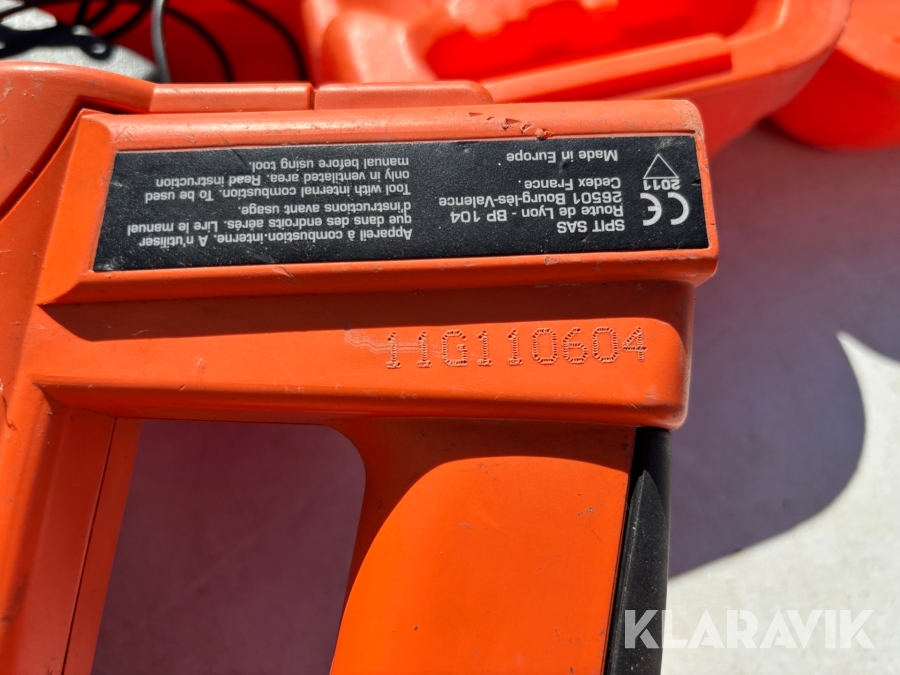 Appareil à combustion-interne. A n'utiliser
que dans des endroits aérés. Lire le manuel
d'instructions avant usage.
Tool with internal combustion. To be used
only in ventilated area. Read instruction
manual before using tool.
SPIT SAS
Route de Lyon - BP 104
26501 Bourg-lès-Valence
Cedex France.
Made in Europe
CE
2011
11G110604
KLARAVIK